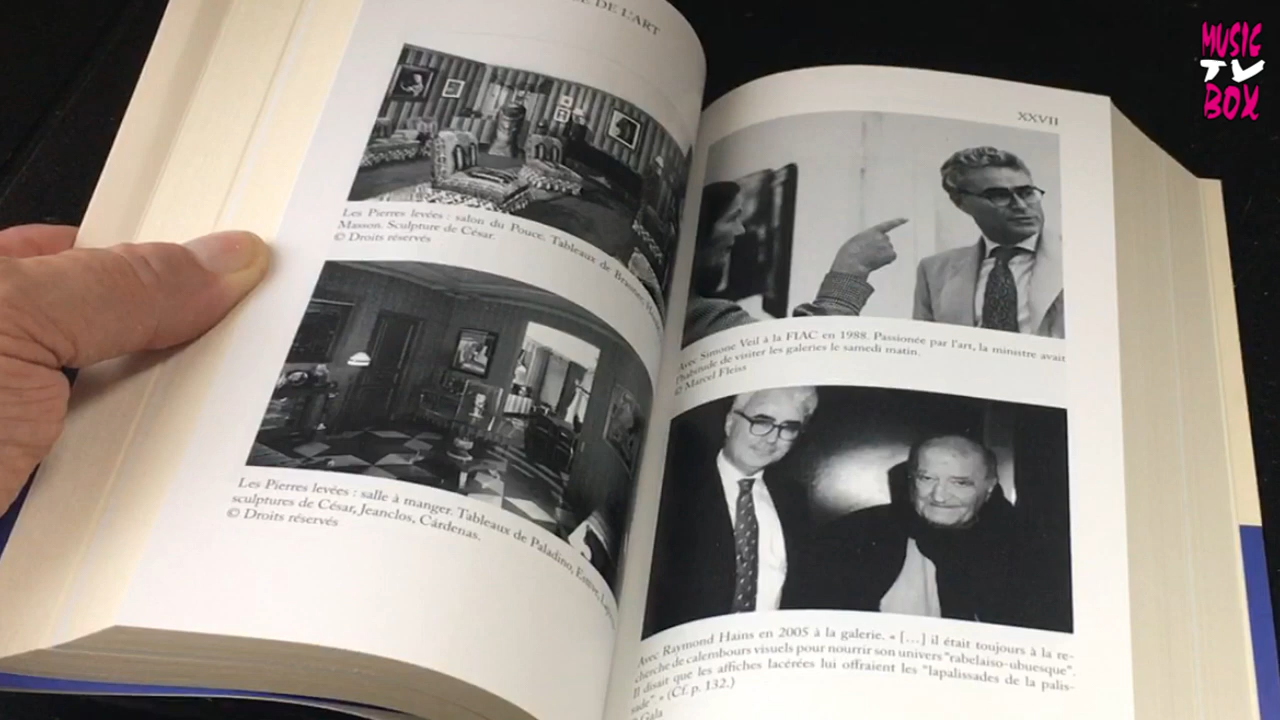 DE L'ART
Les Pierres levées : salon du Pouce. Tableaux de Brauner,
Masson. Sculpture de César.
© Droits réservés
Les Pierres levées : salle à manger. Tableaux de Paladino, Estève,
sculptures de César, Jeanclos, Cárdenas.
© Droits réservés
XXVII
Avec Simone Veil à la FIAC en 1988. Passionée par l'art, la ministre avait
l'habitude de visiter les galeries le samedi matin.
© Marcel Fleiss
Avec Raymond Hains en 2005 à la galerie. « [...] il était toujours à la re-
cherche de calembours visuels pour nourrir son univers "rabelaiso-ubuesque".
Il disait que les affiches lacérées lui offraient les "lapalissades de la palis-
sade" » (Cf. p. 132.)
© Gala
MUSIC
TV
BOX